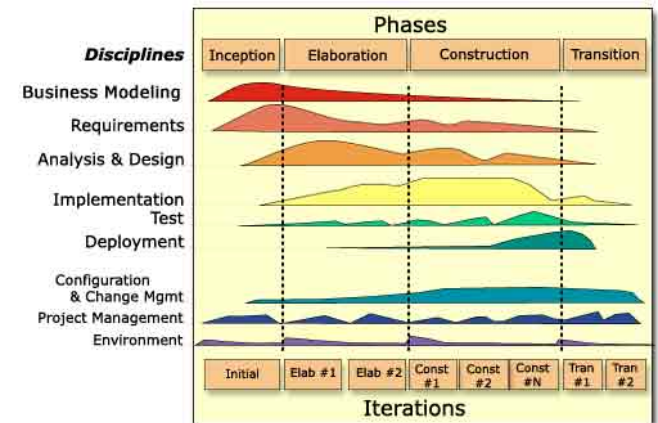 Phases
Disciplines Inception Elaboration Construction Transition
Business Modeling
Requirements
Analysis & Design
Implementation
Test
Deployment
Configuration
& Change Mgmt
Project Management
Environment
Initial Elab #1 Elab #2 Const #1 Const #2 Const #N Tran #1 Tran #2
Iterations